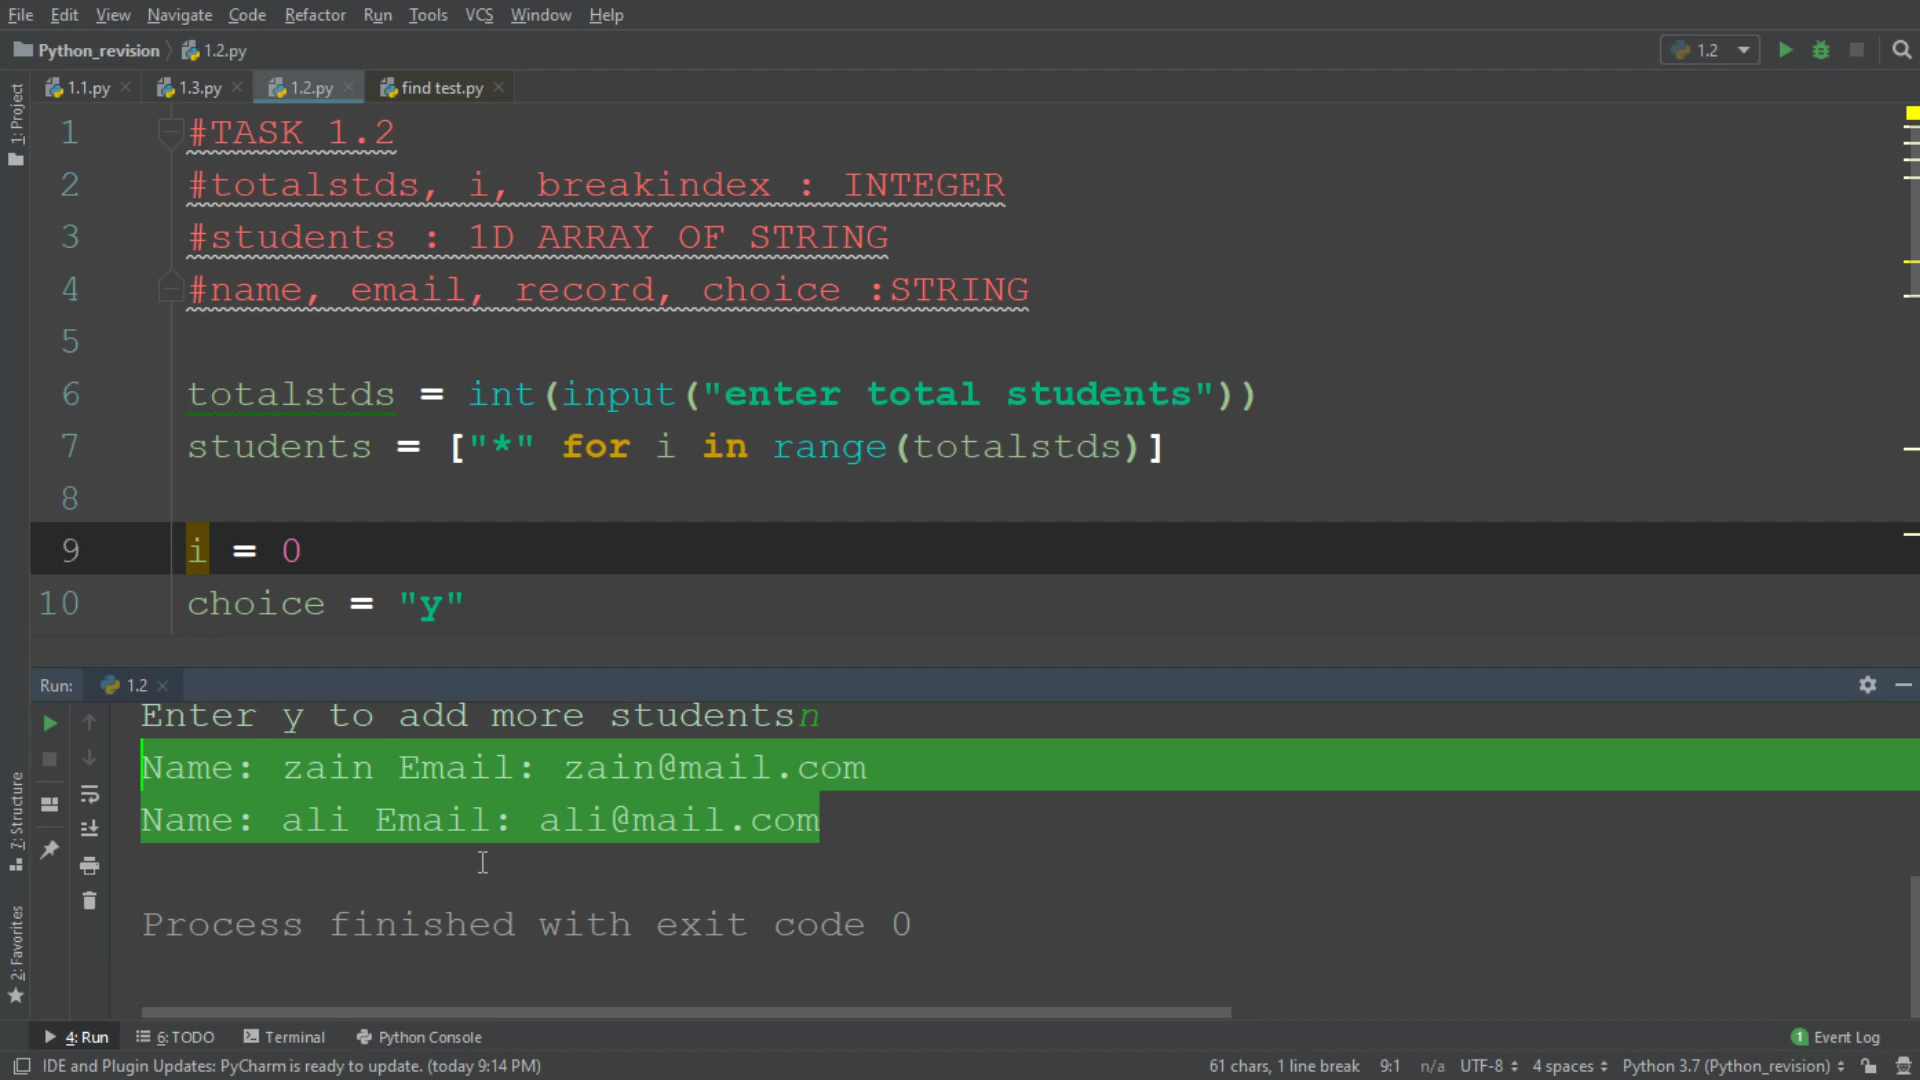 File Edit View Navigate Code Refactor Run Tools VCS Window Help
Python_revision 1.2.py 1.2
1.1.py 1.3.py 1.2.py find test.py
1: Project
1 #TASK 1.2
2 #totalstds, i, breakindex : INTEGER
3 #students : 1D ARRAY OF STRING
4 #name, email, record, choice :STRING
5
6 totalstds = int(input("enter total students"))
7 students = ["*" for i in range(totalstds)]
8
9 i = 0
10 choice = "y"
Run: 1.2
Enter y to add more studentsn
Name: zain Email: zain@mail.com
Name: ali Email: ali@mail.com
Process finished with exit code 0
7: Structure
2: Favorites
4: Run 6: TODO Terminal Python Console 1 Event Log
IDE and Plugin Updates: PyCharm is ready to update. (today 9:14 PM) 61 chars, 1 line break 9:1 n/a UTF-8 4 spaces Python 3.7 (Python_revision)